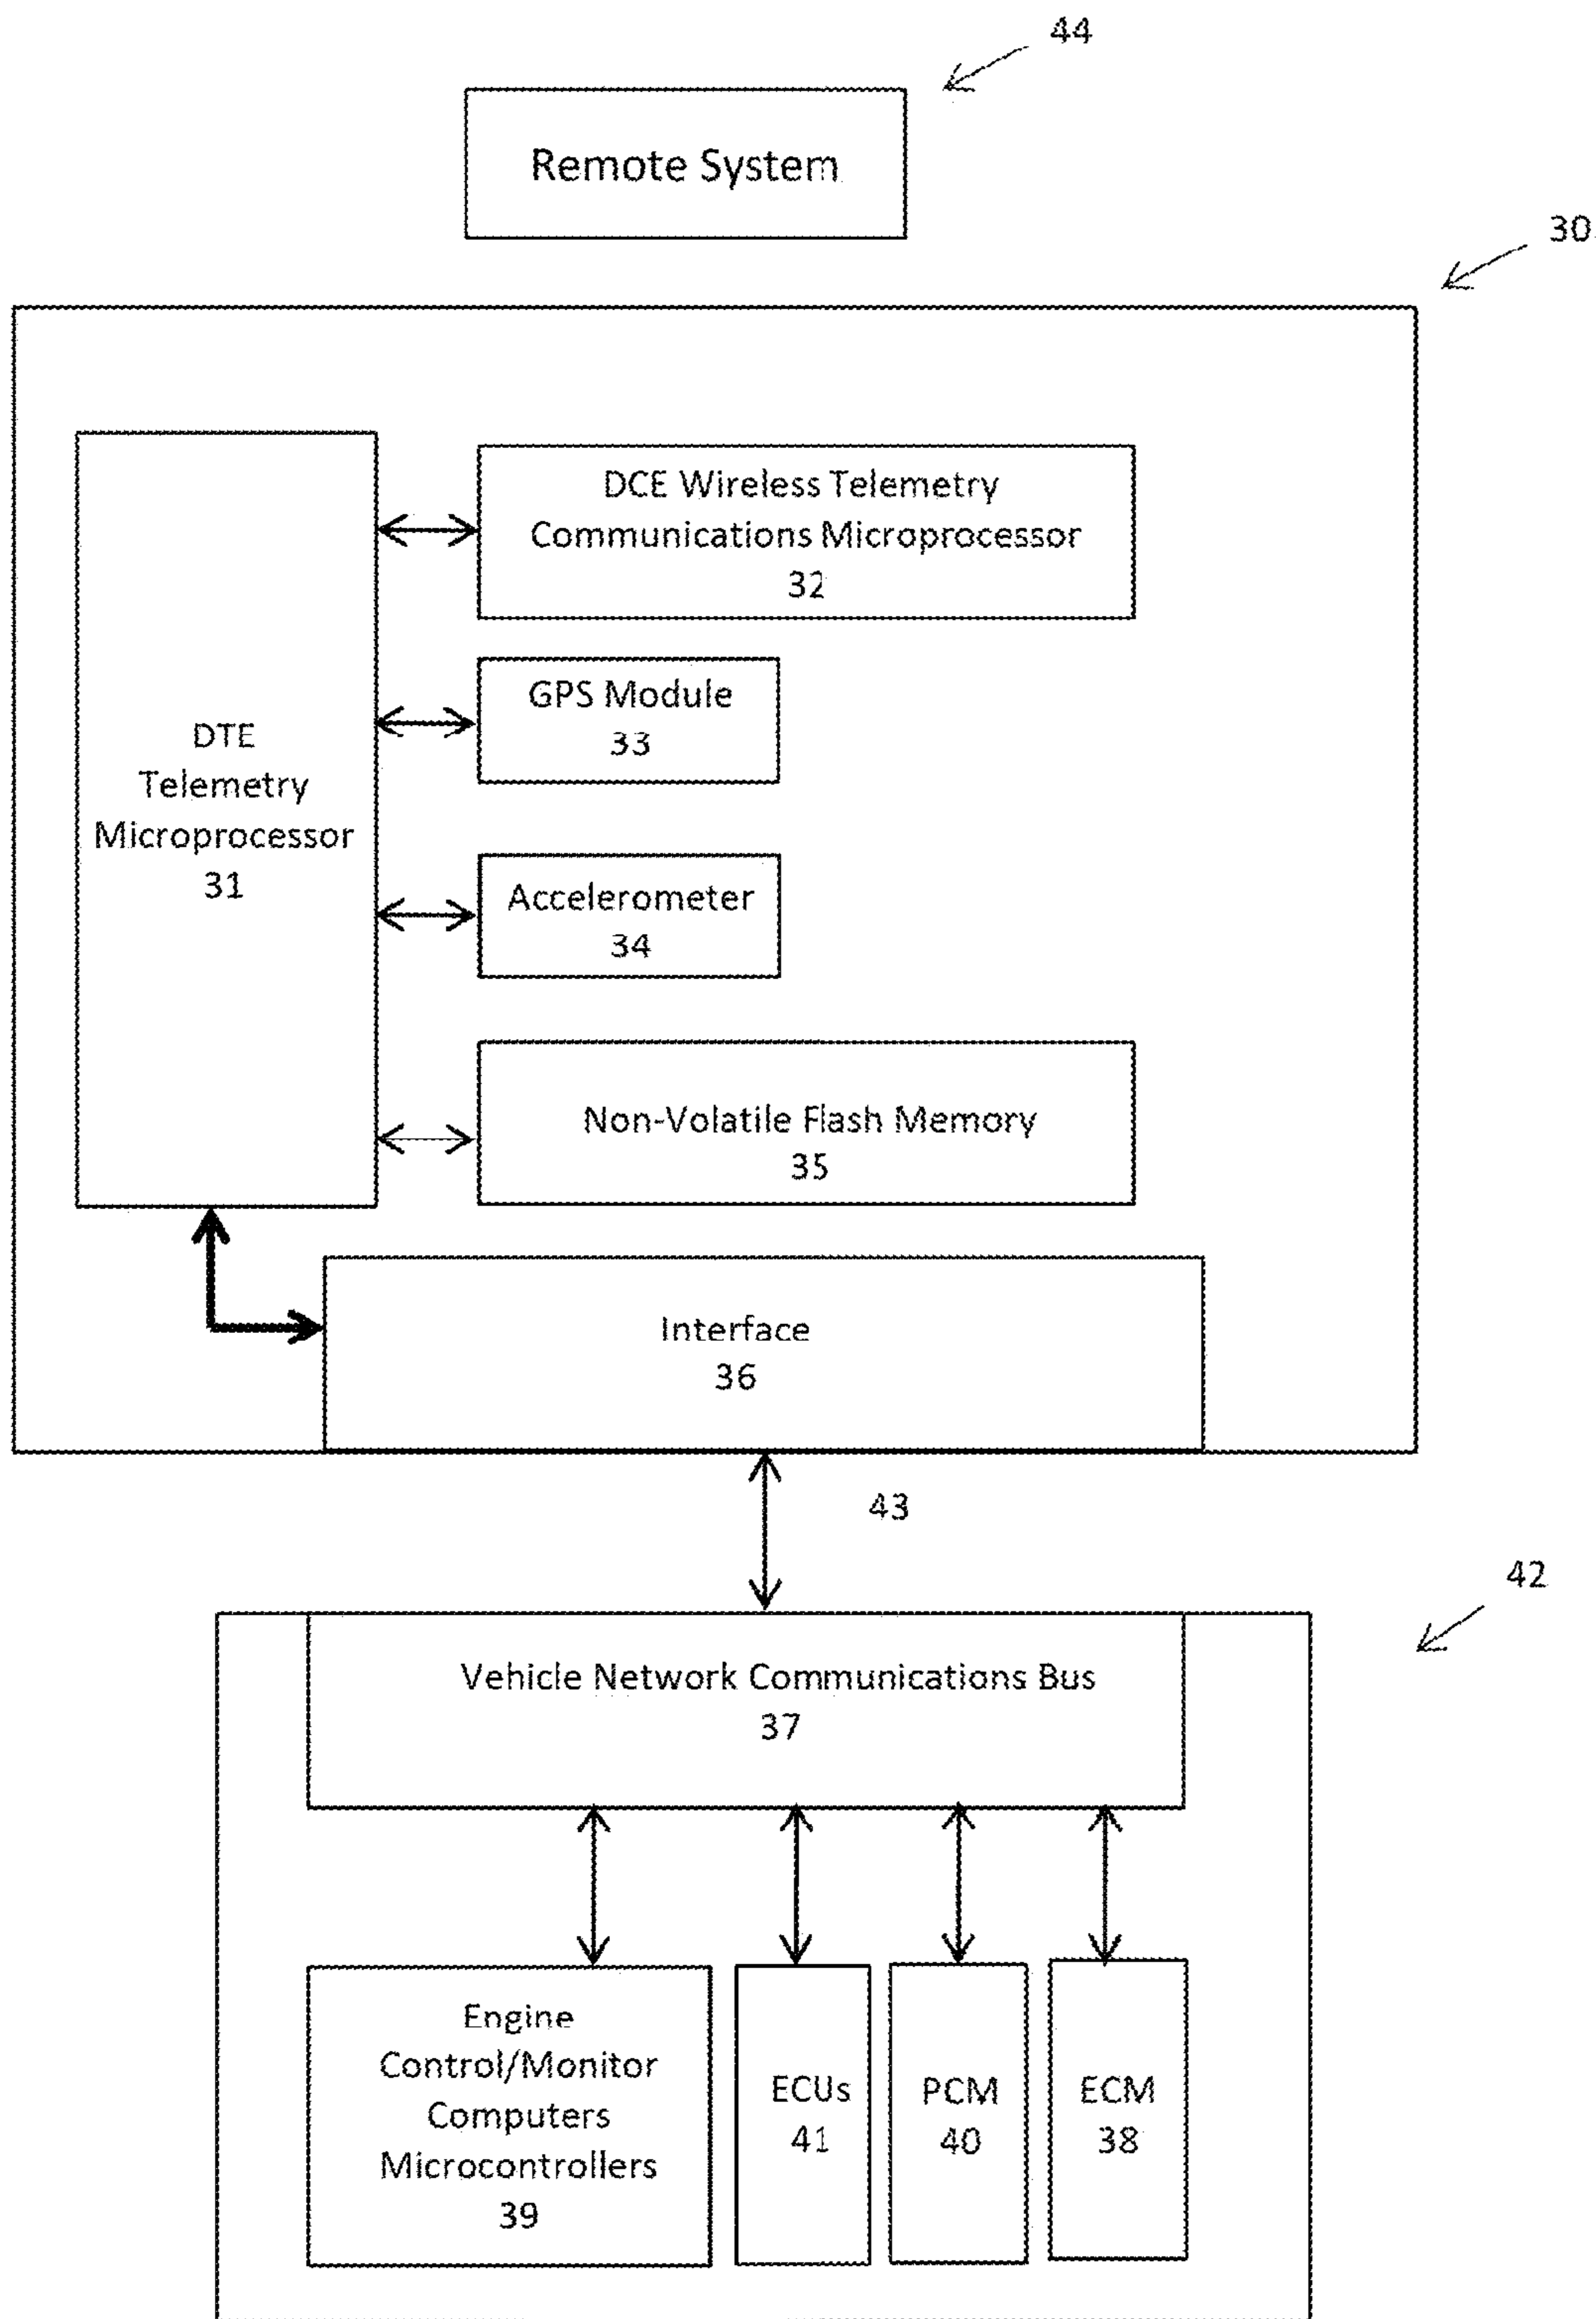 44
Remote System
30
DCE Wireless Telemetry
Communications Microprocessor
32
GPS Module
33
DTE
Telemetry
Microprocessor
31
Accelerometer
34
Non-Volatile Flash Memory
35
Interface
36
43
42
Vehicle Network Communications Bus
37
Engine
Control/Monitor
Computers
Microcontrollers
39
ECUs
41
PCM
40
ECM
38